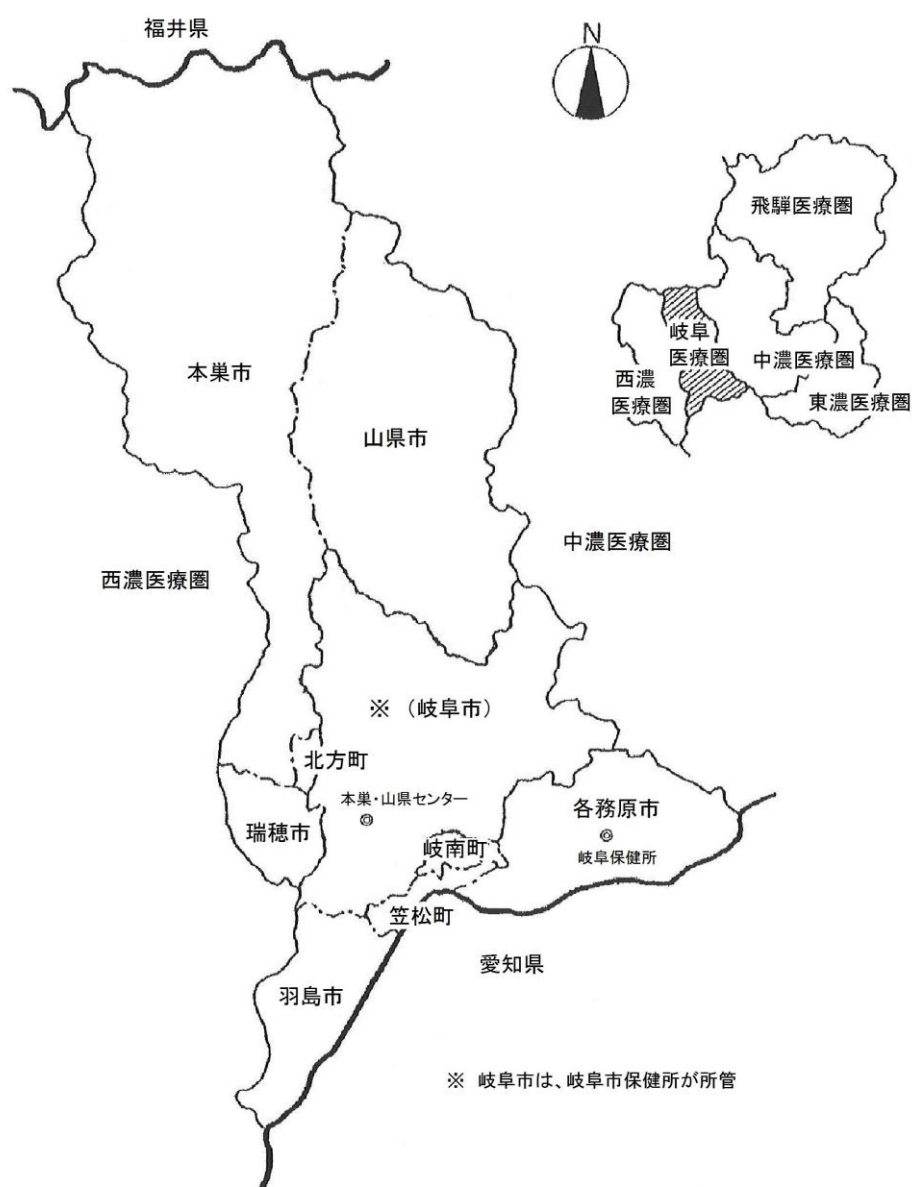 福井県
N
飛騨医療圏
岐阜
医療圏
中濃医療圏
西濃
医療圏
東濃医療圏
本巣市
山県市
中濃医療圏
西濃医療圏
※ (岐阜市)
北方町
本巣・山県センター
◎
各務原市
◎
岐阜保健所
瑞穂市
岐南町
笠松町
愛知県
羽島市
※ 岐阜市は、岐阜市保健所が所管